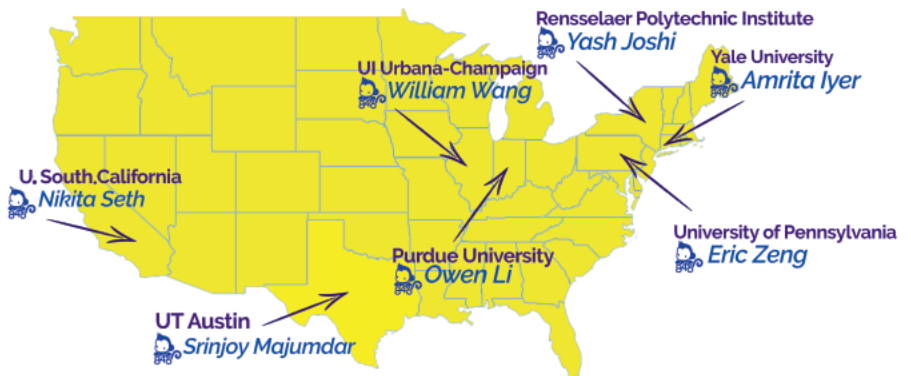 Rensselaer Polytechnic Institute
Yash Joshi
Yale University
Amrita Iyer
UI Urbana-Champaign
William Wang
U. South.California
Nikita Seth
University of Pennsylvania
Eric Zeng
Purdue University
Owen Li
UT Austin
Srinjoy Majumdar